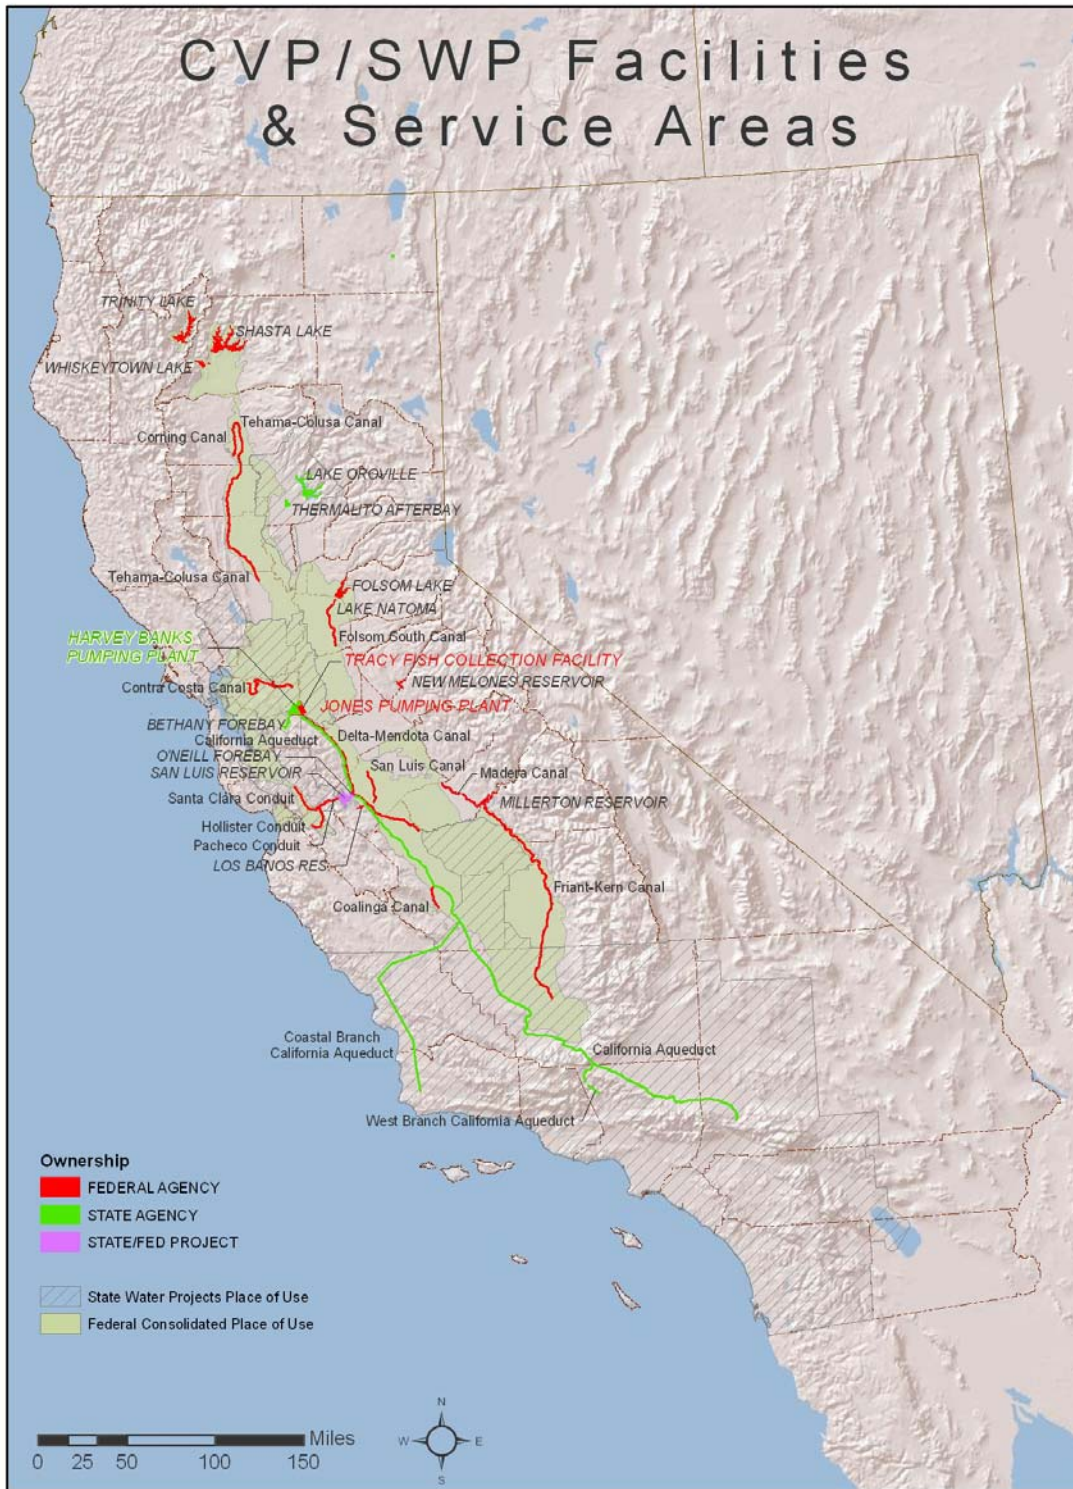 CVP/SWP Facilities
& Service Areas
TRINITY LAKE
SHASTA LAKE
WHISKEYTOWN LAKE
Tehama-Colusa Canal
Corning Canal
LAKE OROVILLE
THERMALITO AFTERBAY
Tehama-Colusa Canal
FOLSOM LAKE
LAKE NATOMA
HARVEY BANKS
PUMPING PLANT
Folsom South Canal
TRACY FISH COLLECTION FACILITY
NEW MELONES RESERVOIR
Contra Costa Canal
JONES PUMPING PLANT
BETHANY FOREBAY
California Aqueduct
Delta-Mendota Canal
O'NEILL FOREBAY
SAN LUIS RESERVOIR
San Luis Canal
Madera Canal
Santa Clara Conduit
MILLERTON RESERVOIR
Hollister Conduit
Pacheco Conduit
LOS BANOS RES
Friant-Kern Canal
Coalinga Canal
Coastal Branch
California Aqueduct
California Aqueduct
West Branch California Aqueduct
Ownership
FEDERAL AGENCY
STATE AGENCY
STATE/FED PROJECT
State Water Projects Place of Use
Federal Consolidated Place of Use
N
W E
S
Miles
0 25 50 100 150